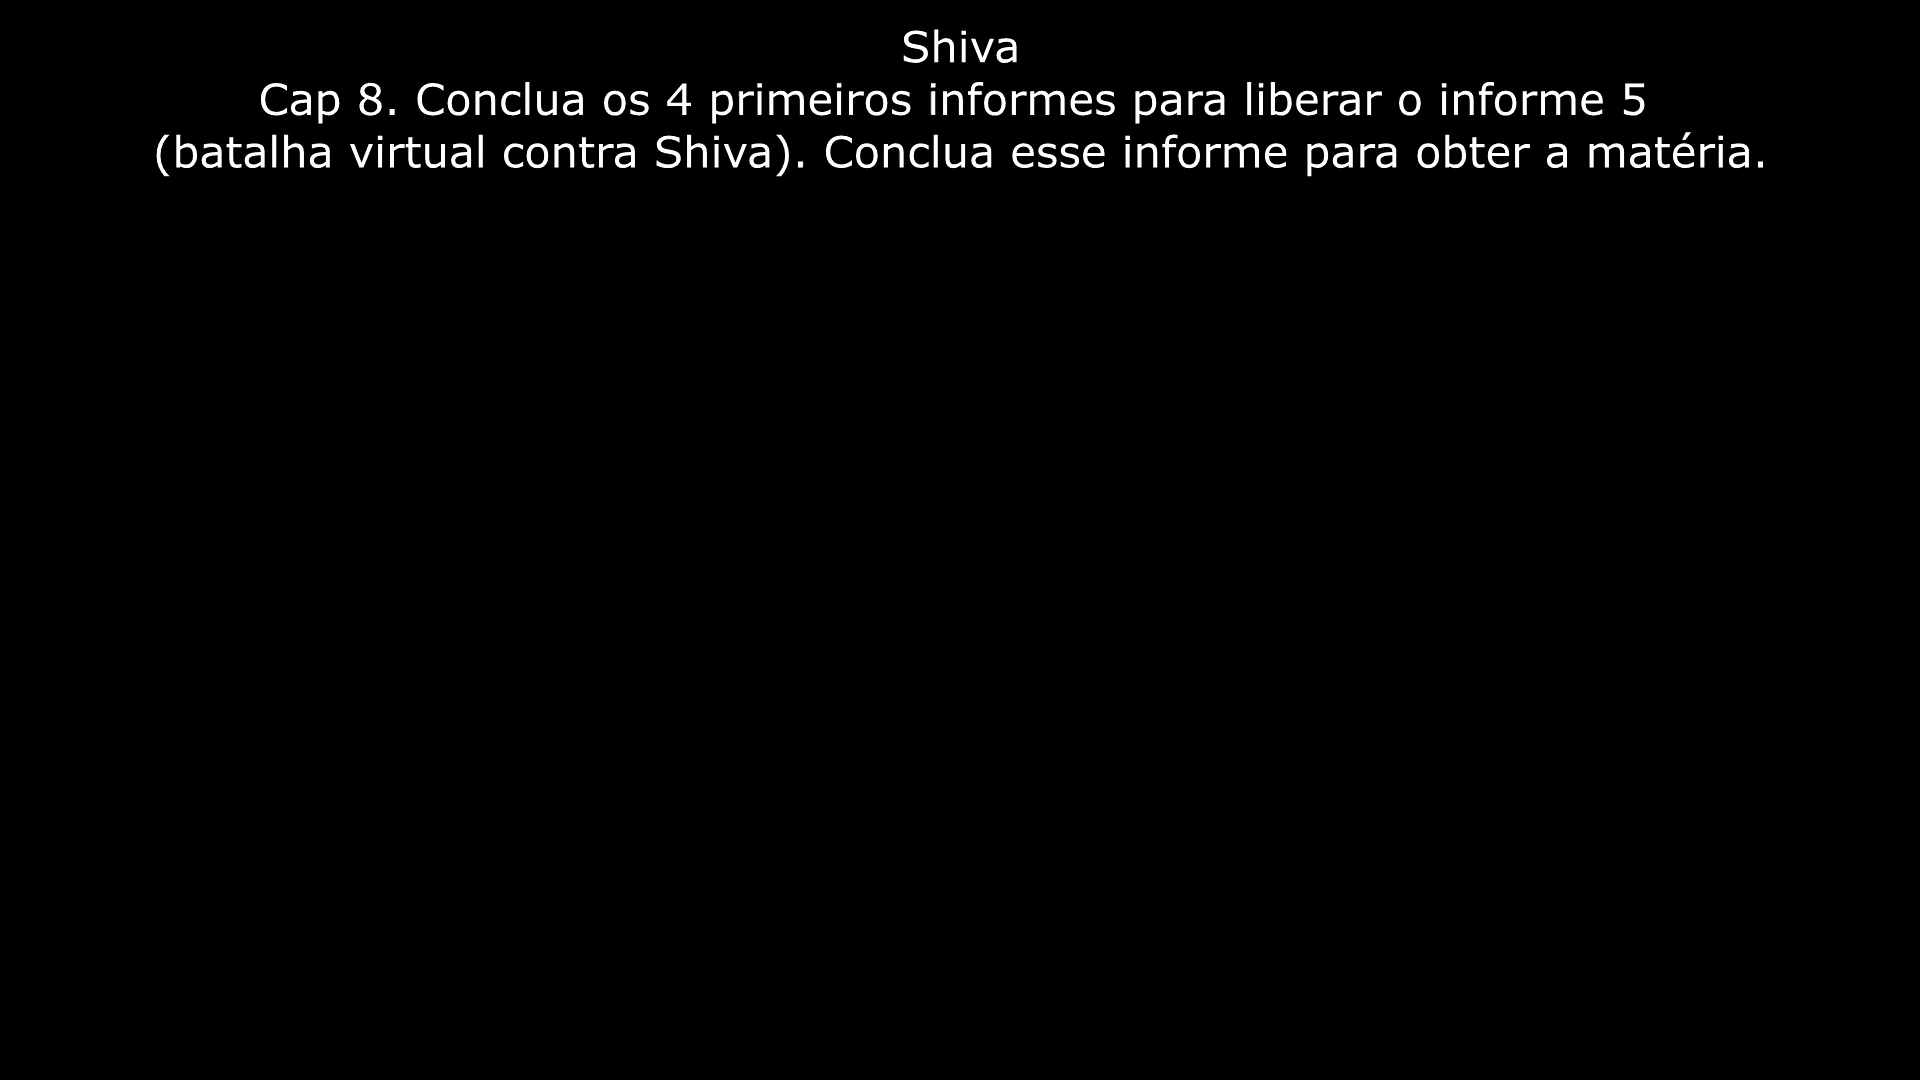 Shiva
Cap 8. Conclua os 4 primeiros informes para liberar o informe 5
(batalha virtual contra Shiva). Conclua esse informe para obter a matéria.